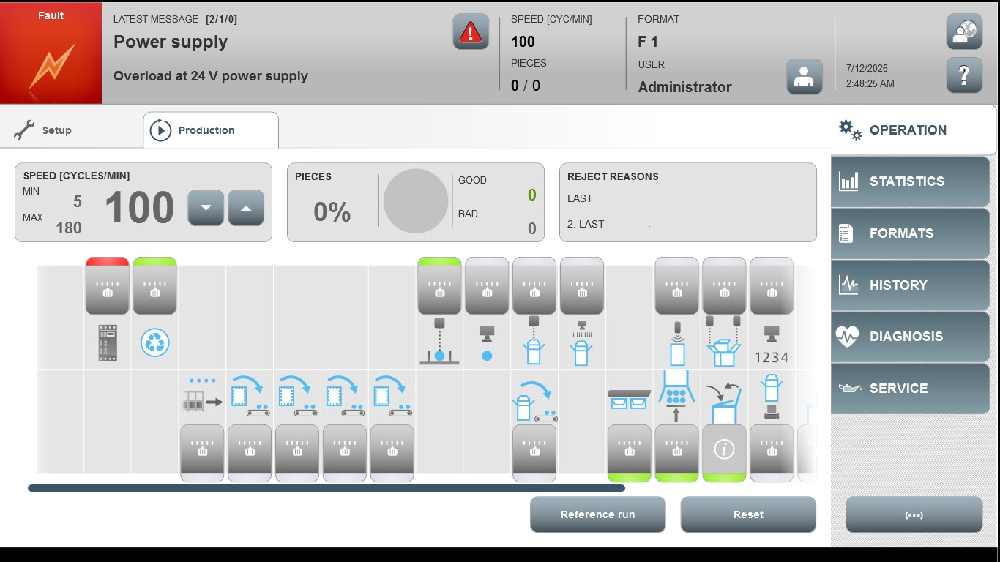 Fault
LATEST MESSAGE [2/1/0]
Power supply
Overload at 24 V power supply
SPEED [CYC/MIN]
100
PIECES
0 / 0
FORMAT
F 1
USER
Administrator
7/12/2026
2:48:25 AM
?
Setup
Production
SPEED [CYCLES/MIN]
MIN
5
MAX
180
100
PIECES
0%
GOOD
0
BAD
0
REJECT REASONS
LAST .
2. LAST .
1234
i
Reference run
Reset
OPERATION
STATISTICS
FORMATS
HISTORY
DIAGNOSIS
SERVICE
(•••)